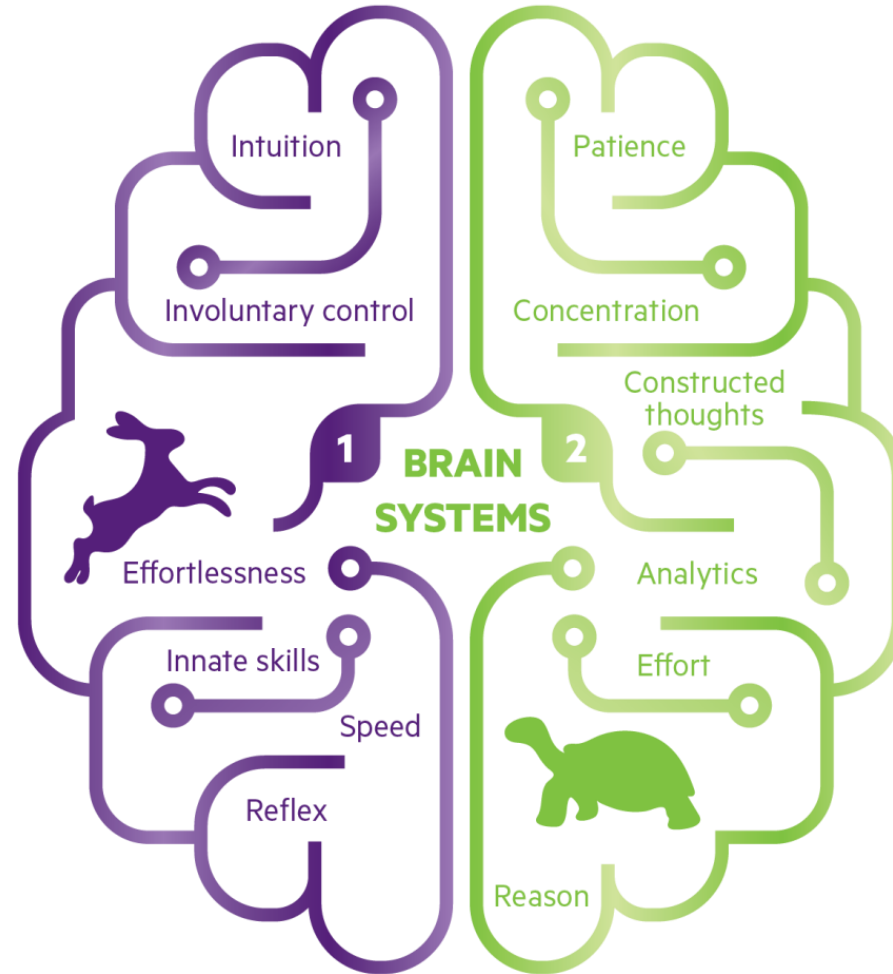 Intuition
Involuntary control
1
Effortlessness
Innate skills
Speed
Reflex
BRAIN
SYSTEMS
Patience
Concentration
Constructed
thoughts
2
Analytics
Effort
Reason